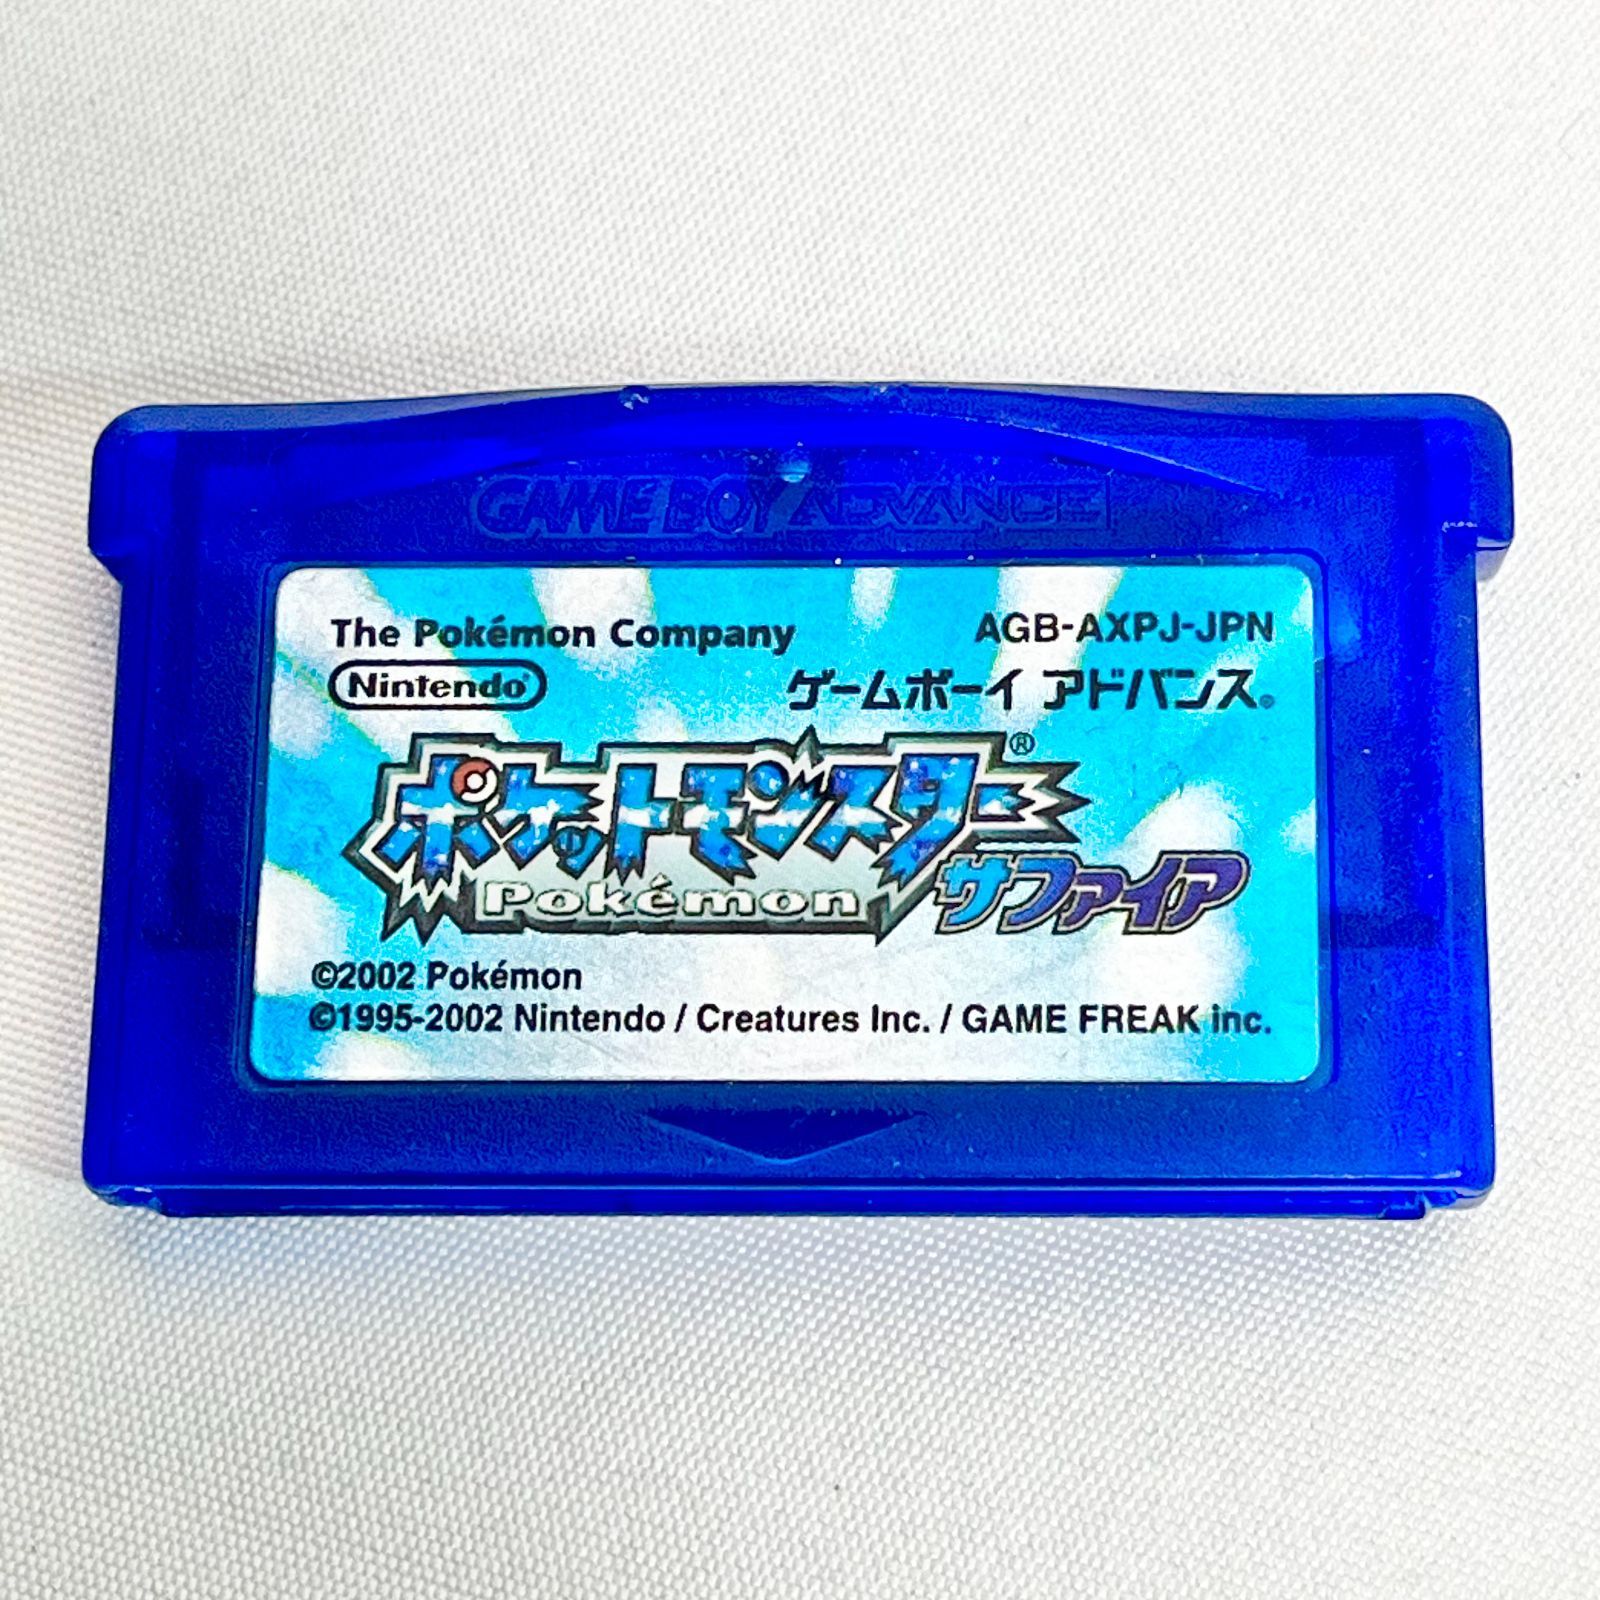 GAME BOY ADVANCE
The Pokémon Company
AGB-AXPJ-JPN
Nintendo®
ゲームボーイ アドバンス®
ポケットモンスター®
Pokémon
サファイア
©2002 Pokémon
©1995-2002 Nintendo / Creatures Inc. / GAME FREAK inc.